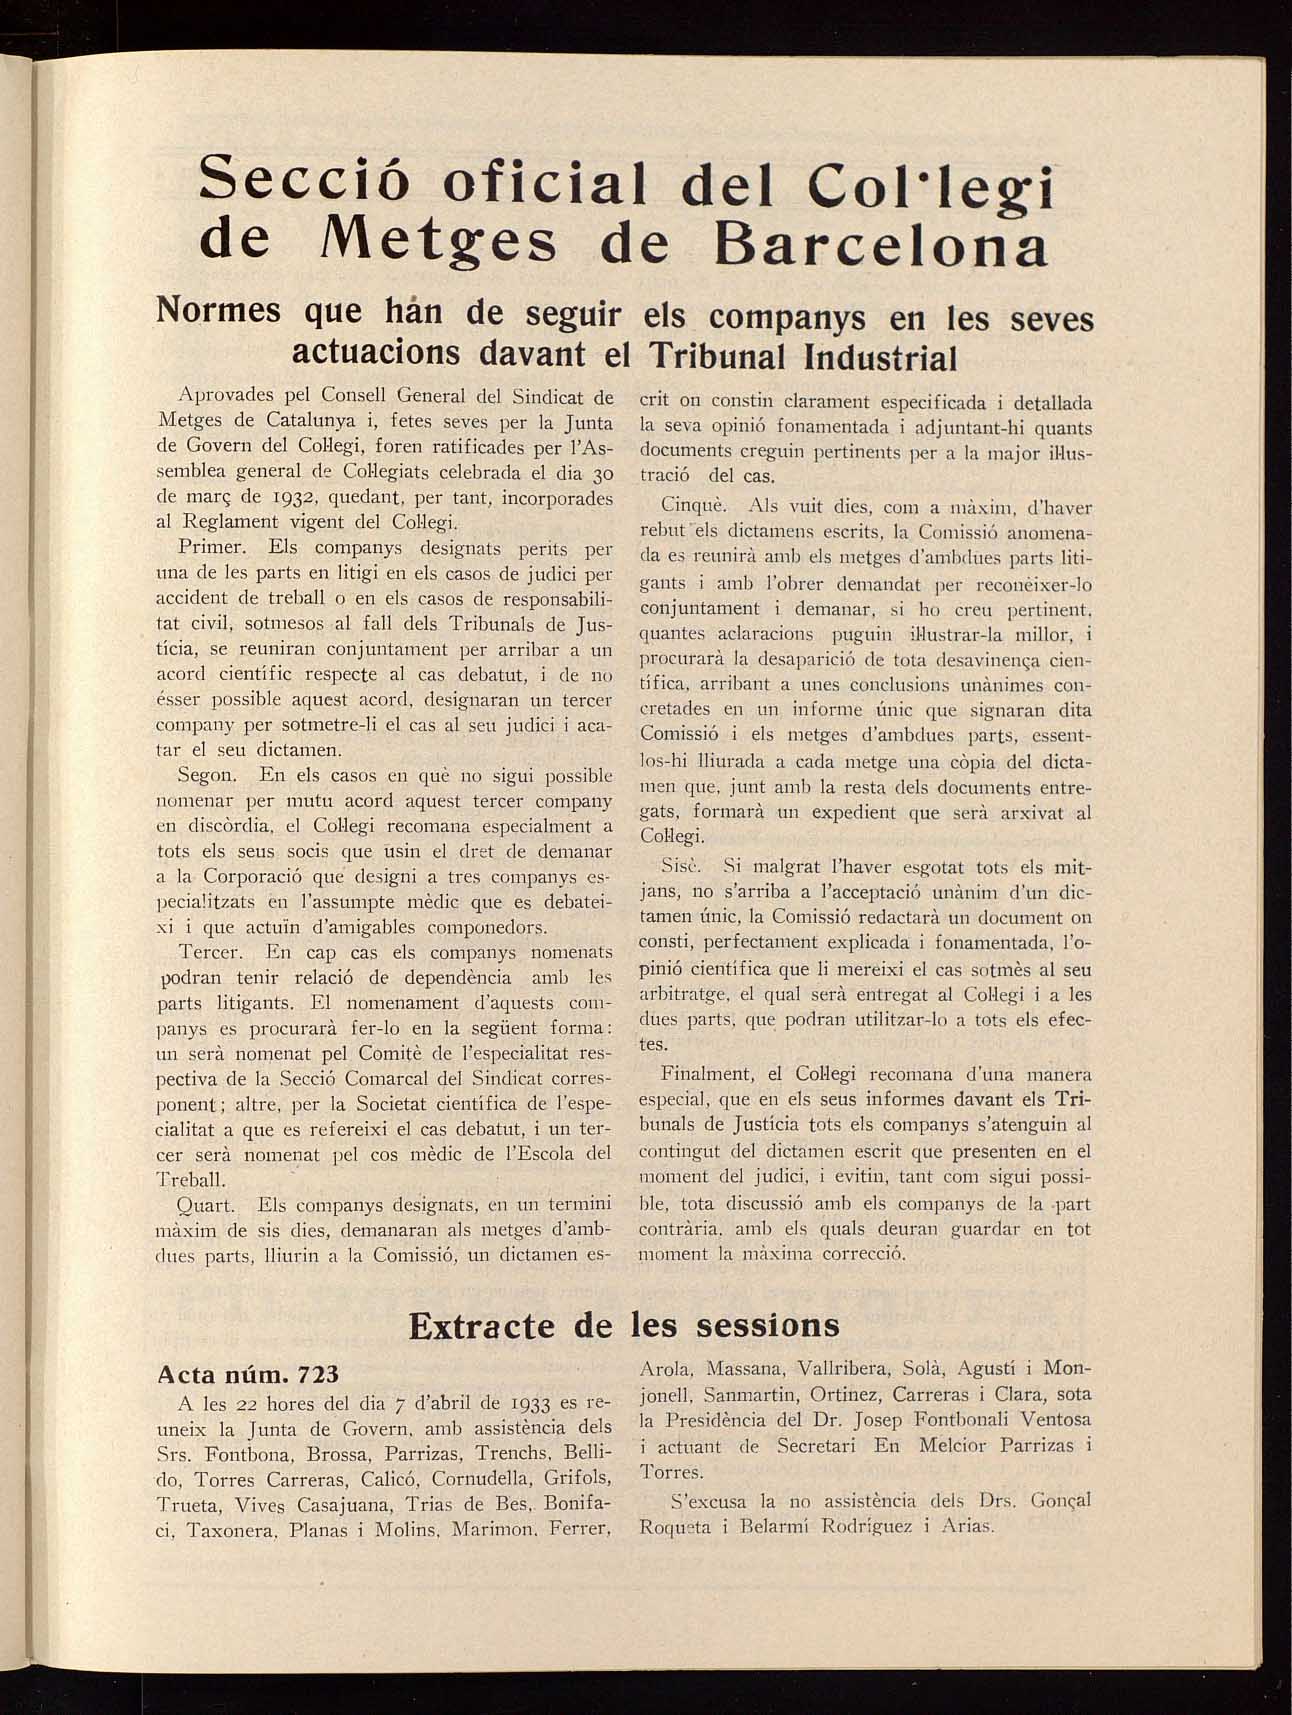 Secció oficial del Col·legi
de Metges de Barcelona
Normes que hán de seguir els companys en les seves
actuacions davant el Tribunal Industrial
Aprovades pel Consell General del Sindicat de
Metges de Catalunya i, fetes seves per la Junta
de Govern del Col·legi, foren ratificades per l'As-
semblea general de Col·legiats celebrada el dia 30
de març de 1932, quedant, per tant, incorporades
al Reglament vigent del Col·legi.
Primer. Els companys designats perits per
una de les parts en litigi en els casos de judici per
accident de treball o en els casos de responsabili-
tat civil, sotmesos al fall dels Tribunals de Jus-
tícia, se reuniran conjuntament per arribar a un
acord científic respecte al cas debatut, i de no
ésser possible aquest acord, designaran un tercer
company per sotmetre-li el cas al seu judici i aca-
tar el seu dictamen.
Segon. En els casos en què no sigui possible
nomenar per mutu acord aquest tercer company
en discòrdia, el Col·legi recomana especialment a
tots els seus socis que usin el dret de demanar
a la Corporació que designi a tres companys es-
pecialitzats en l'assumpte mèdic que es debatei-
xi i que actuïn d'amigables componedors.
Tercer. En cap cas els companys nomenats
podran tenir relació de dependència amb les
parts litigants. El nomenament d'aquests com-
panys es procurarà fer-lo en la següent forma:
un serà nomenat pel Comitè de l'especialitat res-
pectiva de la Secció Comarcal del Sindicat corres-
ponent; altre, per la Societat científica de l'espe-
cialitat a que es refereixi el cas debatut, i un ter-
cer serà nomenat pel cos mèdic de l'Escola del
Treball.
Quart. Els companys designats, en un termini
màxim de sis dies, demanaran als metges d'amb-
dues parts, lliurin a la Comissió, un dictamen es-
crit on constin clarament especificada i detallada
la seva opinió fonamentada i adjuntant-hi quants
documents creguin pertinents per a la major il·lus-
tració del cas.
Cinquè. Als vuit dies, com a màxim, d'haver
rebut els dictamens escrits, la Comissió anomena-
da es reunirà amb els metges d'ambdues parts liti-
gants i amb l'obrer demandat per reconèixer-lo
conjuntament i demanar, si ho creu pertinent,
quantes aclaracions puguin il·lustrar-la millor, i
procurarà la desaparició de tota desavinença cien-
tífica, arribant a unes conclusions unànimes con-
cretades en un informe únic que signaran dita
Comissió i els metges d'ambdues parts, essent-
los-hi lliurada a cada metge una còpia del dicta-
men que, junt amb la resta dels documents entre-
gats, formarà un expedient que serà arxivat al
Col·legi.
Sisè. Si malgrat l'haver esgotat tots els mit-
jans, no s'arriba a l'acceptació unànim d'un dic-
tamen únic, la Comissió redactarà un document on
consti, perfectament explicada i fonamentada, l'o-
pinió científica que li mereixi el cas sotmès al seu
arbitratge, el qual serà entregat al Col·legi i a les
dues parts, que podran utilitzar-lo a tots els efec-
tes.
Finalment, el Col·legi recomana d'una manera
especial, que en els seus informes davant els Tri-
bunals de Justícia tots els companys s'atenguin al
contingut del dictamen escrit que presenten en el
moment del judici, i evitin, tant com sigui possi-
ble, tota discussió amb els companys de la part
contrària, amb els quals deuran guardar en tot
moment la màxima correcció.
Extracte de les sessions
Acta núm. 723
A les 22 hores del dia 7 d'abril de 1933 es re-
uneix la Junta de Govern, amb assistència dels
Srs. Fontbona, Brossa, Parrizas, Trenchs, Belli-
do, Torres Carreras, Calicó, Cornudella, Grifols,
Trueta, Vives Casajuana, Trias de Bes, Bonifa-
ci, Taxonera, Planas i Molins, Marimon, Ferrer,
Arola, Massana, Vallribera, Solà, Agustí i Mon-
jonell, Sanmartin, Ortinez, Carreras i Clara, sota
la Presidència del Dr. Josep Fontbonali Ventosa
i actuant de Secretari En Melcior Parrizas i
Torres.
S'excusa la no assistència dels Drs. Gonçal
Roqueta i Belarmí Rodríguez i Arias.